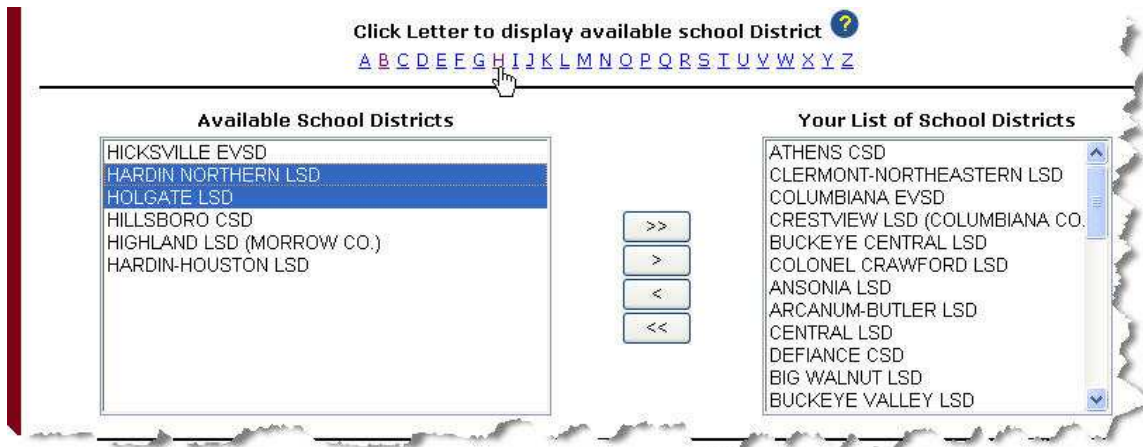 Click Letter to display available school District ?
A B C D E F G H I J K L M N O P Q R S T U V W X Y Z
Available School Districts
HICKSVILLE EVSD
HARDIN NORTHERN LSD
HOLGATE LSD
HILLSBORO CSD
HIGHLAND LSD (MORROW CO.)
HARDIN-HOUSTON LSD
>>
>
<
<<
Your List of School Districts
ATHENS CSD
CLERMONT-NORTHEASTERN LSD
COLUMBIANA EVSD
CRESTVIEW LSD (COLUMBIANA CO.
BUCKEYE CENTRAL LSD
COLONEL CRAWFORD LSD
ANSONIA LSD
ARCANUM-BUTLER LSD
CENTRAL LSD
DEFIANCE CSD
BIG WALNUT LSD
BUCKEYE VALLEY LSD